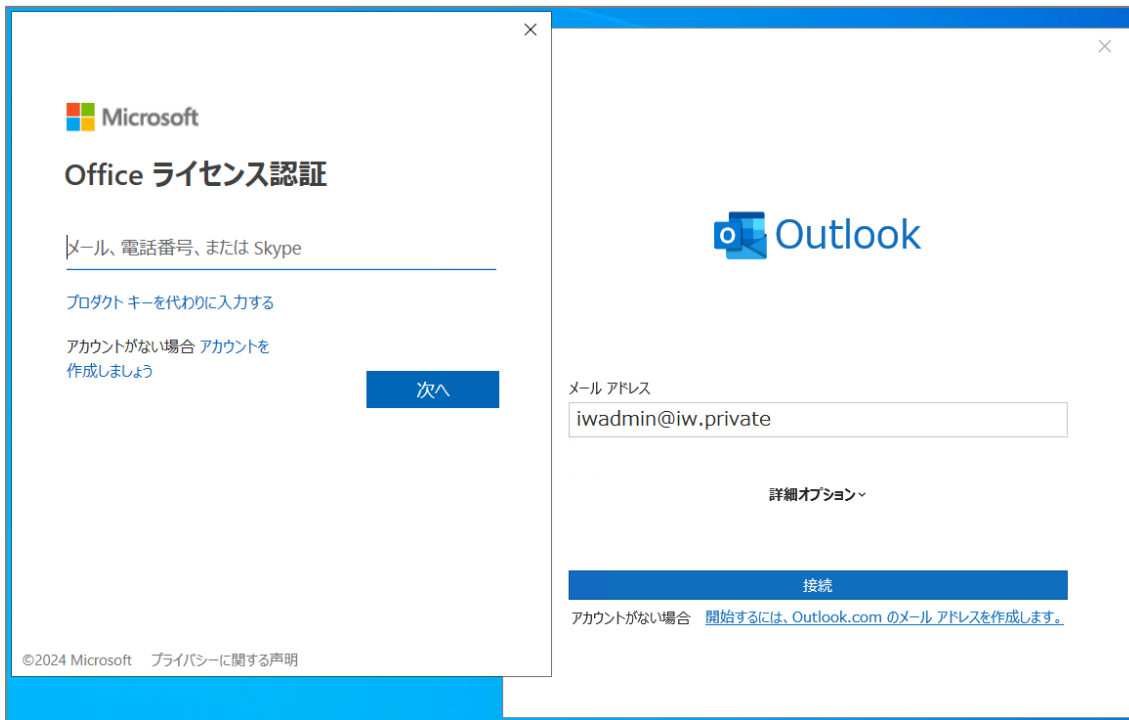 Microsoft
Office ライセンス認証
メール、電話番号、または Skype
プロダクト キーを代わりに入力する
アカウントがない場合 アカウントを
作成しましょう
次へ
©2024 Microsoft プライバシーに関する声明
Outlook
メール アドレス
iwadmin@iw.private
詳細オプション
接続
アカウントがない場合 開始するには、Outlook.com のメール アドレスを作成します。